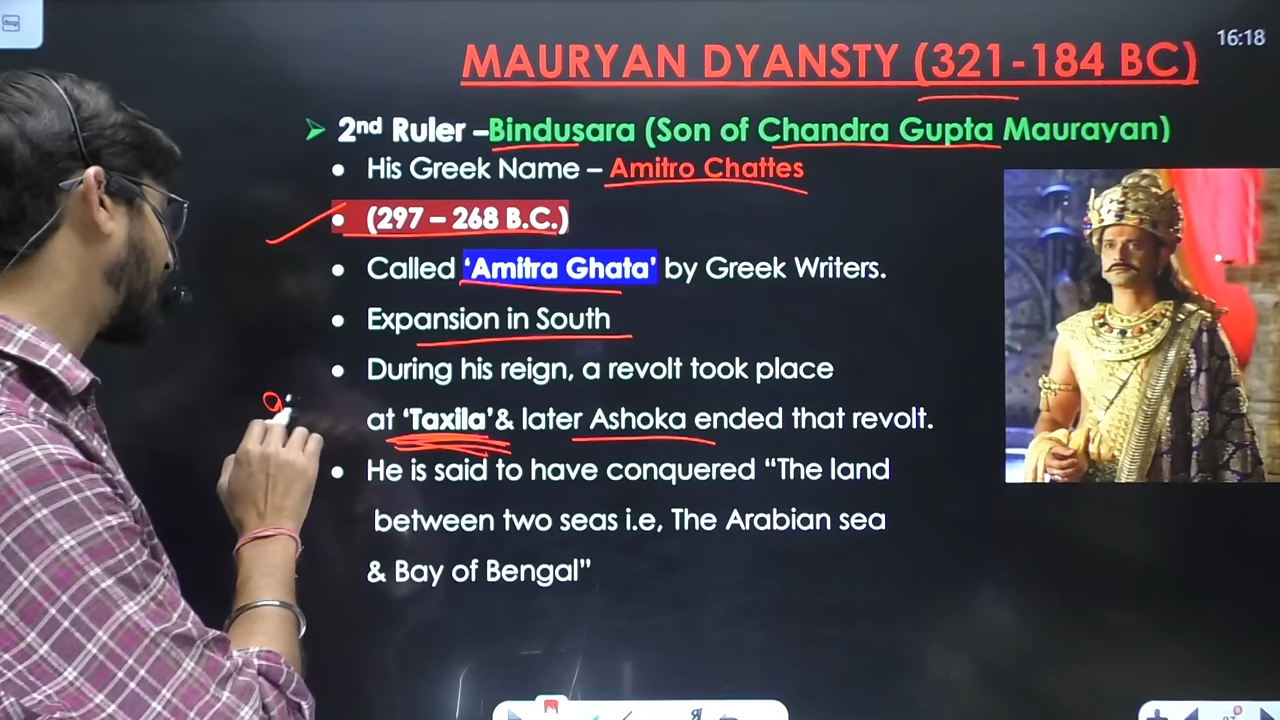 16:18
MAURYAN DYANSTY (321-184 BC)
➢ 2nd Ruler –Bindusara (Son of Chandra Gupta Maurayan)
• His Greek Name – Amitro Chattes
• (297 – 268 B.C.)
• Called ‘Amitra Ghata’ by Greek Writers.
• Expansion in South
• During his reign, a revolt took place
at ‘Taxila’& later Ashoka ended that revolt.
• He is said to have conquered “The land
between two seas i.e, The Arabian sea
& Bay of Bengal”